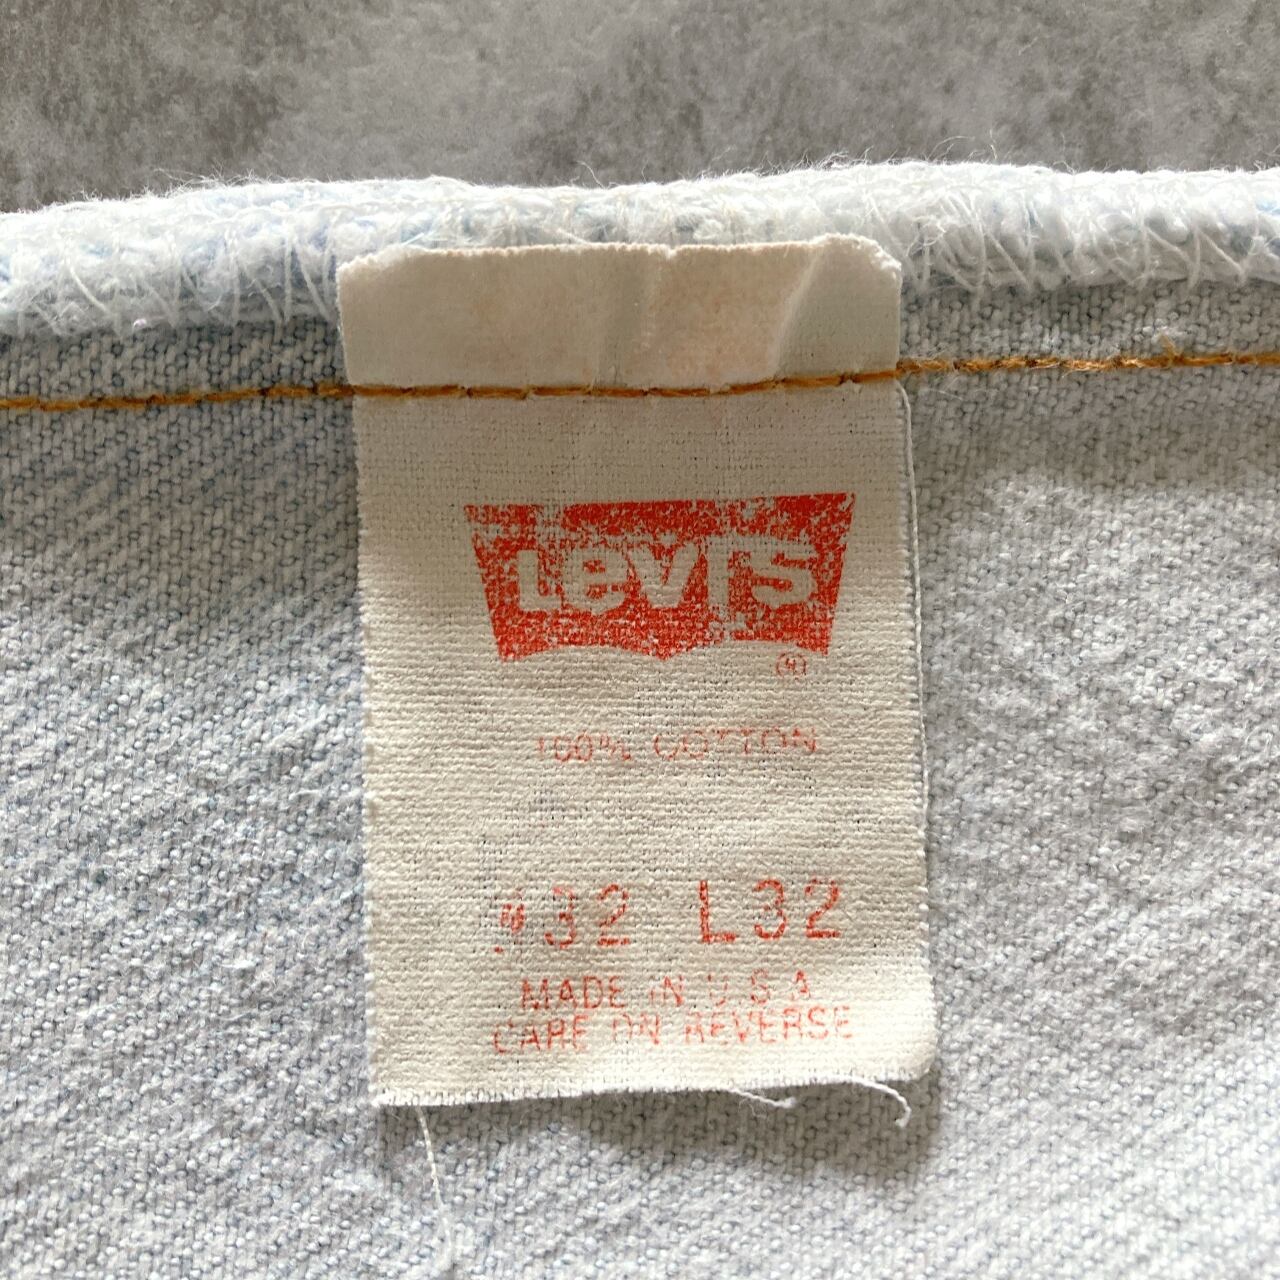 Levi's
®
100% COTTON
W32 L32
MADE IN U.S.A
CARE ON REVERSE